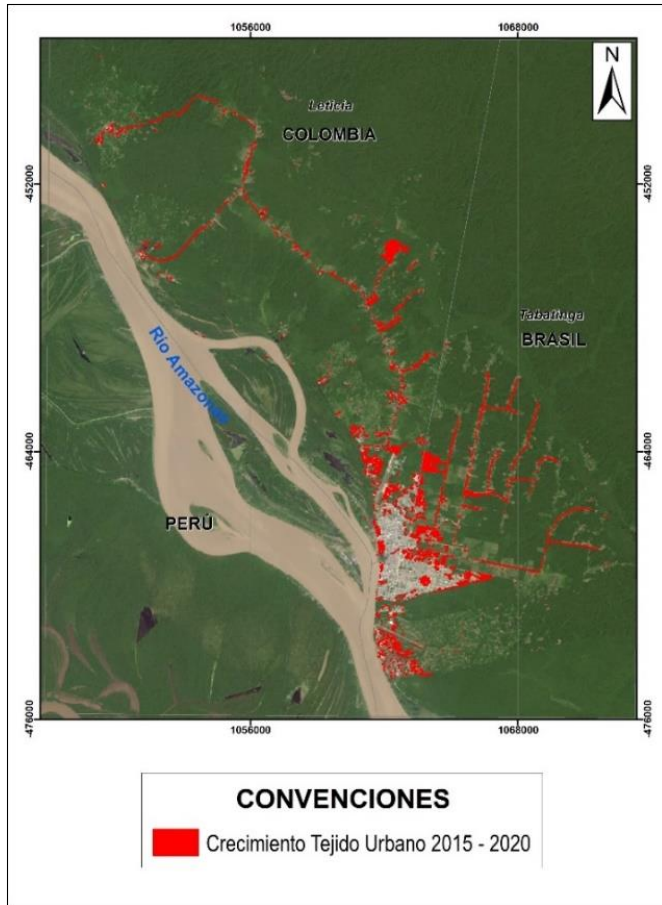 1056000 1068000
N
Leticia
COLOMBIA
-452000 -452000
Tabatinga
BRASIL
Río Amazonas
-464000 -464000
PERÚ
-476000 -476000
1056000 1068000
CONVENCIONES
Crecimiento Tejido Urbano 2015 - 2020